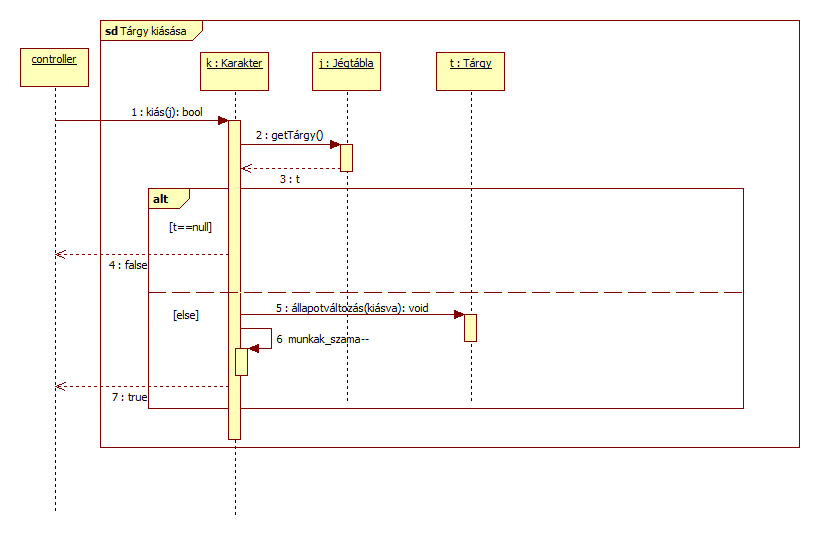 sd Tárgy kiásása
controller
k : Karakter
j : Jégtábla
t : Tárgy
1 : kiás(j): bool
2 : getTárgy()
3 : t
alt
[t==null]
4 : false
[else]
5 : állapotváltozás(kiásva): void
6 munkak_szama--
7 : true